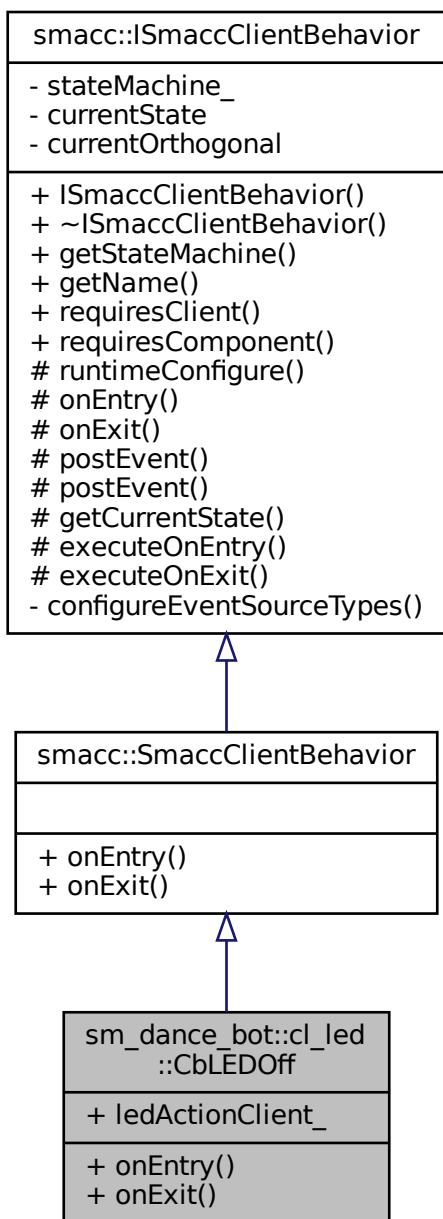 smacc::ISmaccClientBehavior
- stateMachine_
- currentState
- currentOrthogonal
+ ISmaccClientBehavior()
+ ~ISmaccClientBehavior()
+ getStateMachine()
+ getName()
+ requiresClient()
+ requiresComponent()
# runtimeConfigure()
# onEntry()
# onExit()
# postEvent()
# postEvent()
# getCurrentState()
# executeOnEntry()
# executeOnExit()
- configureEventSourceTypes()
smacc::SmaccClientBehavior
+ onEntry()
+ onExit()
sm_dance_bot::cl_led
::CbLEDOff
+ ledActionClient_
+ onEntry()
+ onExit()